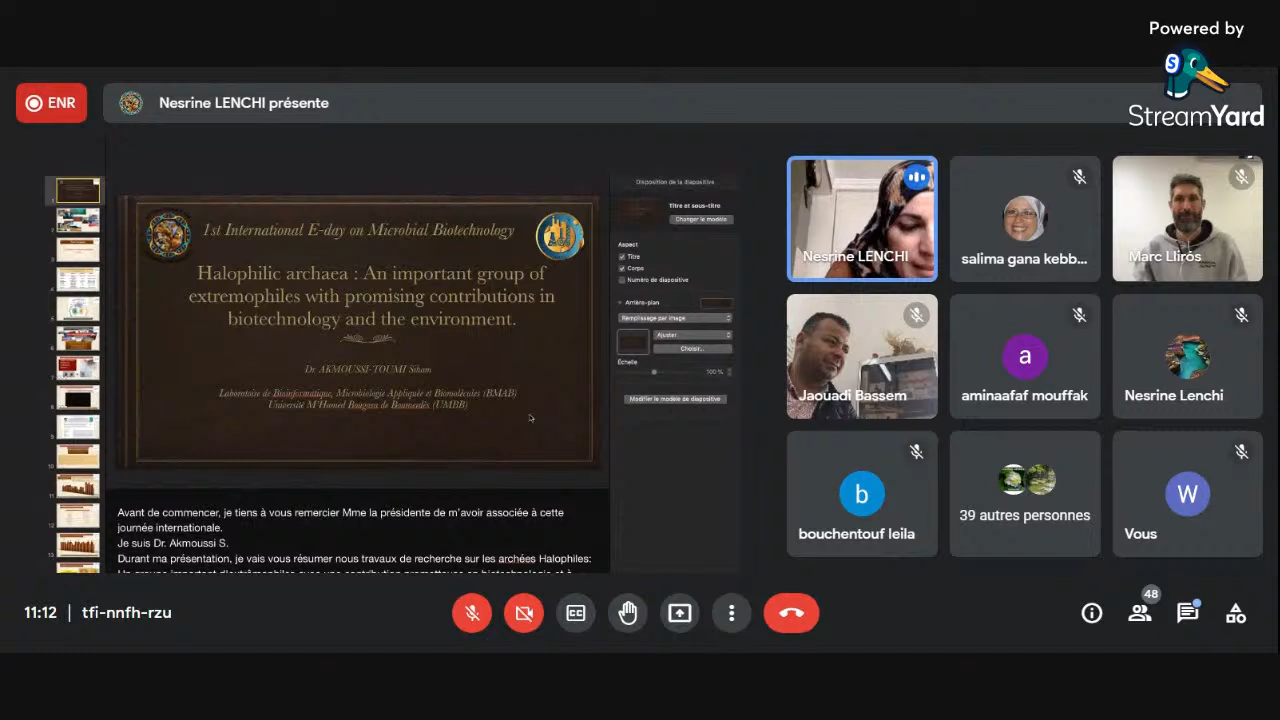 Powered by
StreamYard
ENR
Nesrine LENCHI présente
1st International E-day on Microbial Biotechnology
Halophilic archaea : An important group of
extremophiles with promising contributions in
biotechnology and the environment.
Dr. AKMOUSSI-TOUMI Siham
Laboratoire de Bioinformatique, Microbiologie Appliquée et Biomolécules (BMAB)
Université M'Hamed Bougara de Boumerdès (UMBB)
Avant de commencer, je tiens à vous remercier Mme la présidente de m'avoir associée à cette
journée internationale.
Je suis Dr. Akmoussi S.
Durant ma présentation, je vais vous résumer nous travaux de recherche sur les archées Halophiles:
Disposition de la diapositive
Titre et sous-titre
Changer le modèle
Aspect
Titre
Corps
Numéro de diapositive
Arrière-plan
Remplissage par image
Ajuster
Choisir...
Échelle
100 %
Modifier le modèle de diapositive
Nesrine LENCHI
salima gana kebb...
Marc Llirós
Jaouadi Bassem
a
aminaafaf mouffak
Nesrine Lenchi
b
bouchentouf leila
39 autres personnes
W
Vous
11:12 | tfi-nnfh-rzu
48